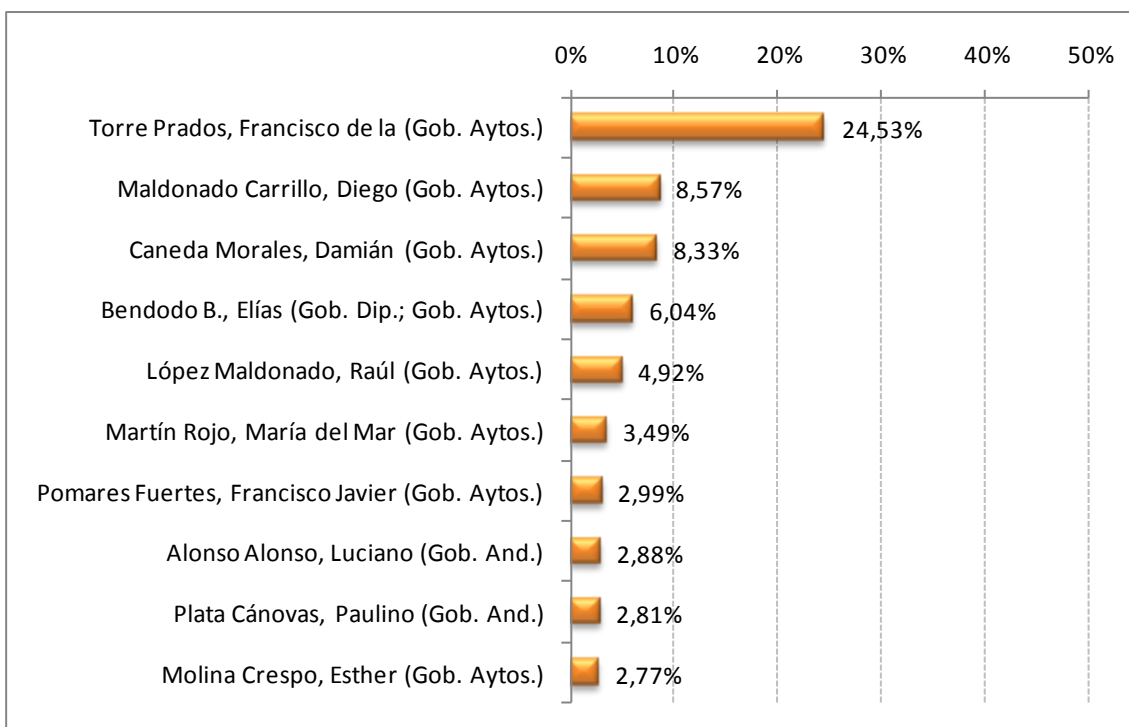 0% 10% 20% 30% 40% 50%
Torre Prados, Francisco de la (Gob. Aytos.) 24,53%
Maldonado Carrillo, Diego (Gob. Aytos.) 8,57%
Caneda Morales, Damián (Gob. Aytos.) 8,33%
Bendodo B., Elías (Gob. Dip.; Gob. Aytos.) 6,04%
López Maldonado, Raúl (Gob. Aytos.) 4,92%
Martín Rojo, María del Mar (Gob. Aytos.) 3,49%
Pomares Fuertes, Francisco Javier (Gob. Aytos.) 2,99%
Alonso Alonso, Luciano (Gob. And.) 2,88%
Plata Cánovas, Paulino (Gob. And.) 2,81%
Molina Crespo, Esther (Gob. Aytos.) 2,77%